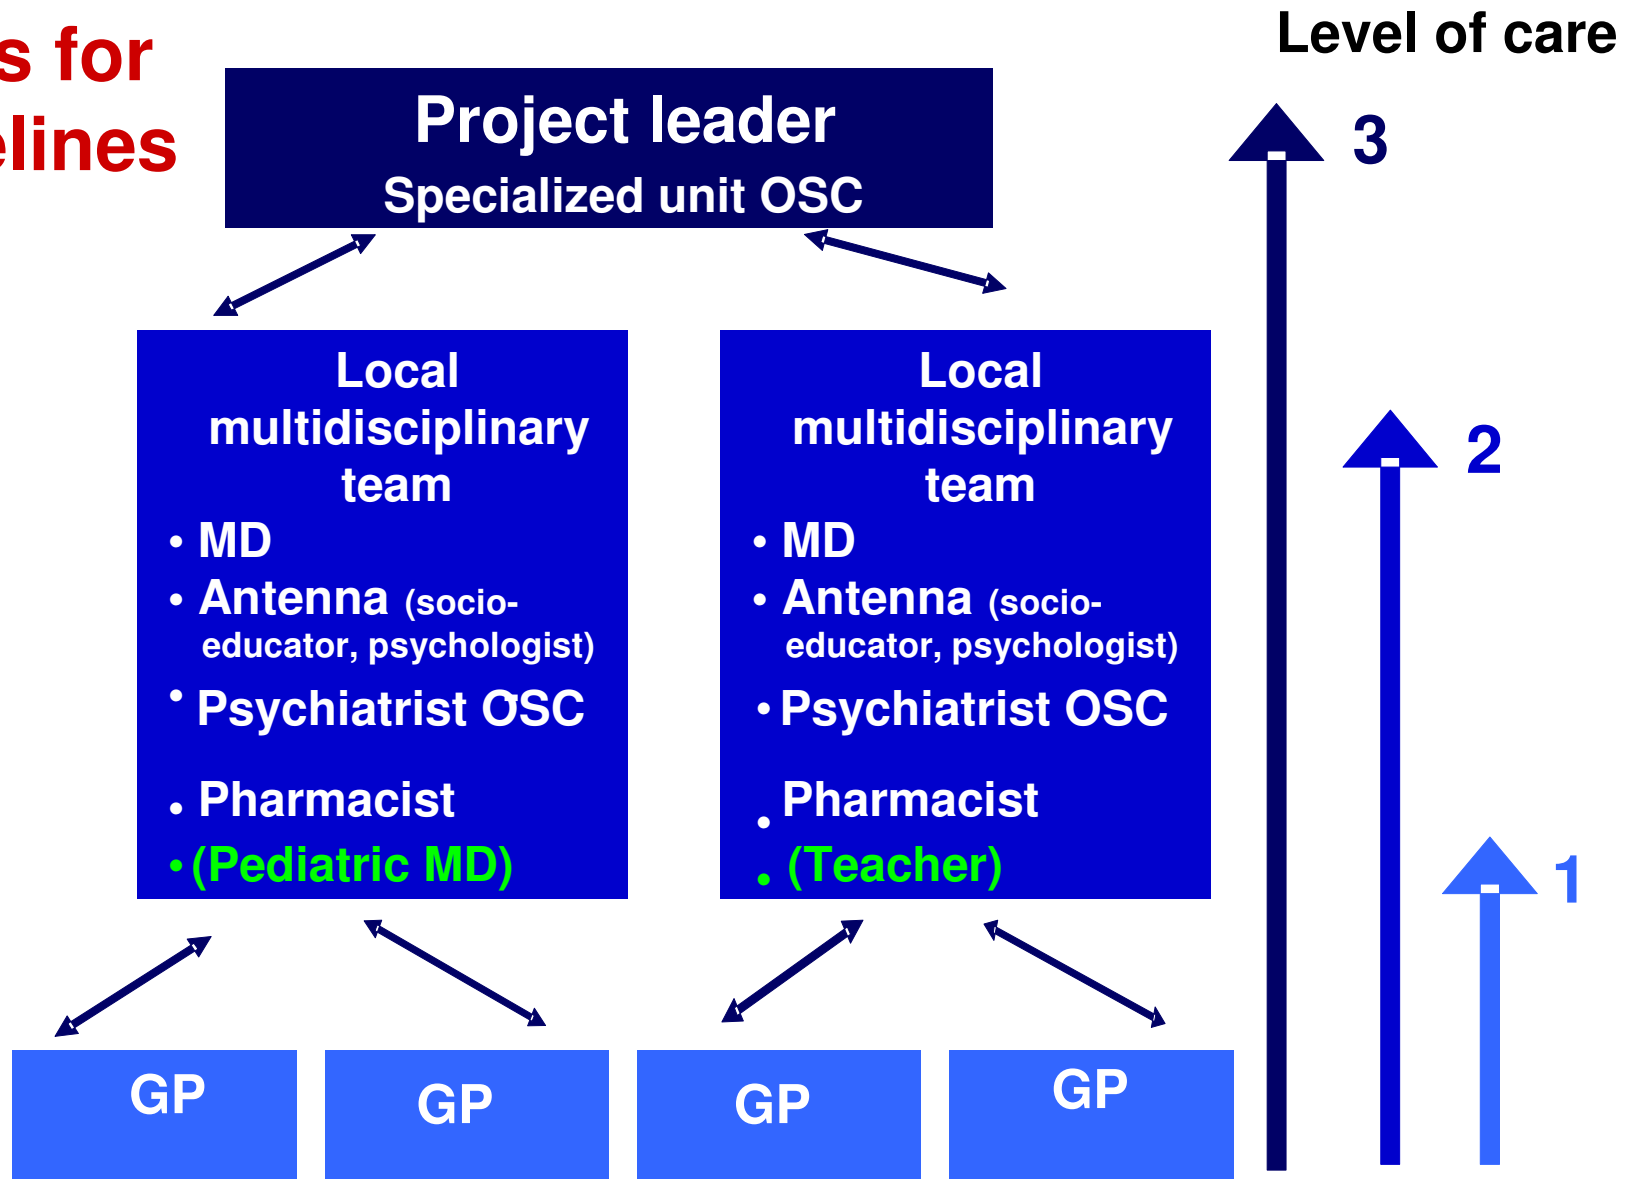 s for
elines
Level of care
Project leader
Specialized unit OSC
3
Local
multidisciplinary
team
• MD
• Antenna (socio-
educator, psychologist)
• Psychiatrist OSC
• Pharmacist
• (Pediatric MD)
Local
multidisciplinary
team
• MD
• Antenna (socio-
educator, psychologist)
• Psychiatrist OSC
• Pharmacist
• (Teacher)
2
1
GP
GP
GP
GP